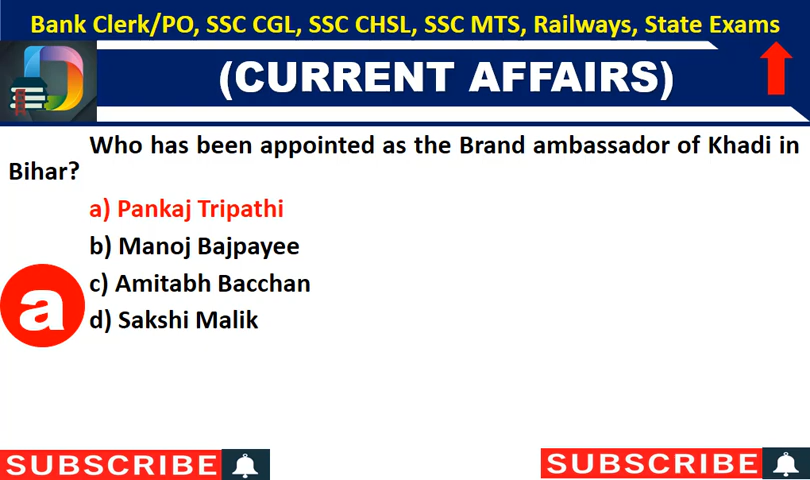 Bank Clerk/PO, SSC CGL, SSC CHSL, SSC MTS, Railways, State Exams
(CURRENT AFFAIRS)
Who has been appointed as the Brand ambassador of Khadi in
Bihar?
a) Pankaj Tripathi
b) Manoj Bajpayee
c) Amitabh Bacchan
a
d) Sakshi Malik
SUBSCRIBE
SUBSCRIBE